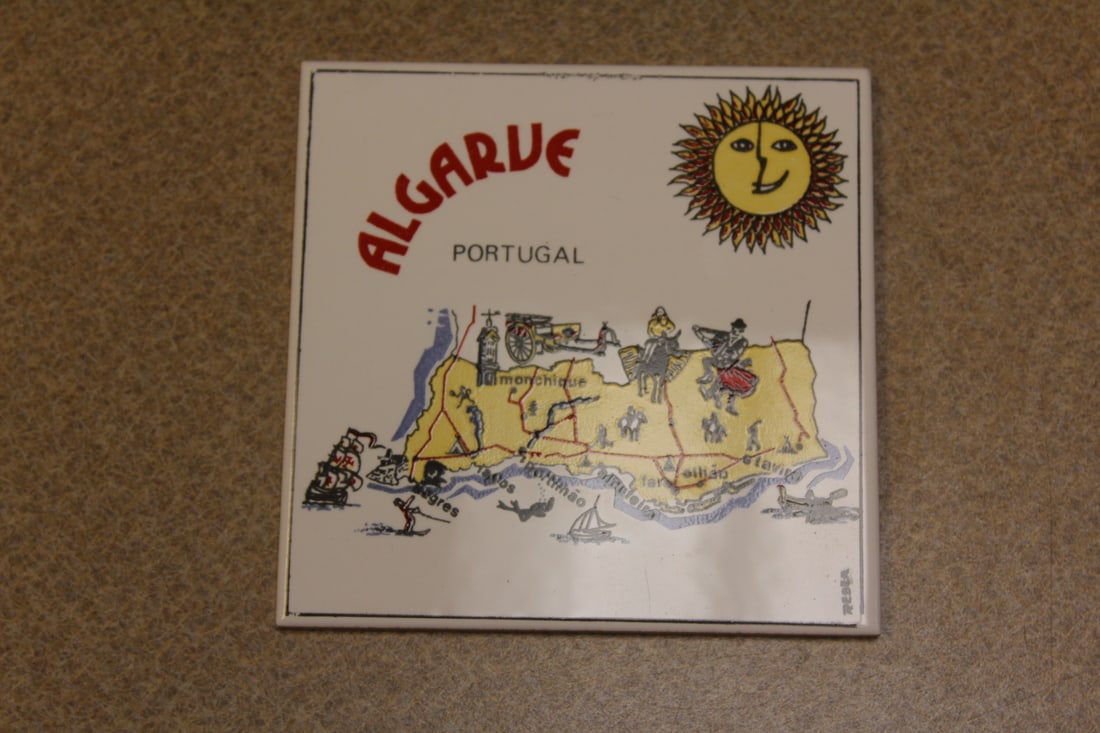 ALGARVE
PORTUGAL
monchique
sagres
lagos
portimão
albufeira
faro
olhão
tavira